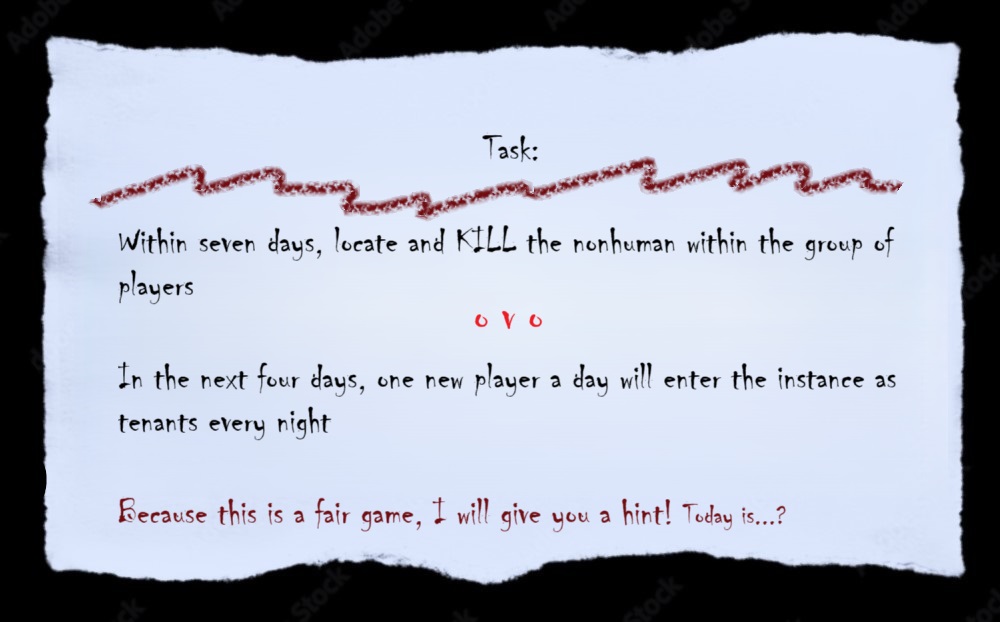 Task:
Within seven days, locate and KILL the nonhuman within the group of
players
o v o
In the next four days, one new player a day will enter the instance as
tenants every night
Because this is a fair game, I will give you a hint! Today is...?